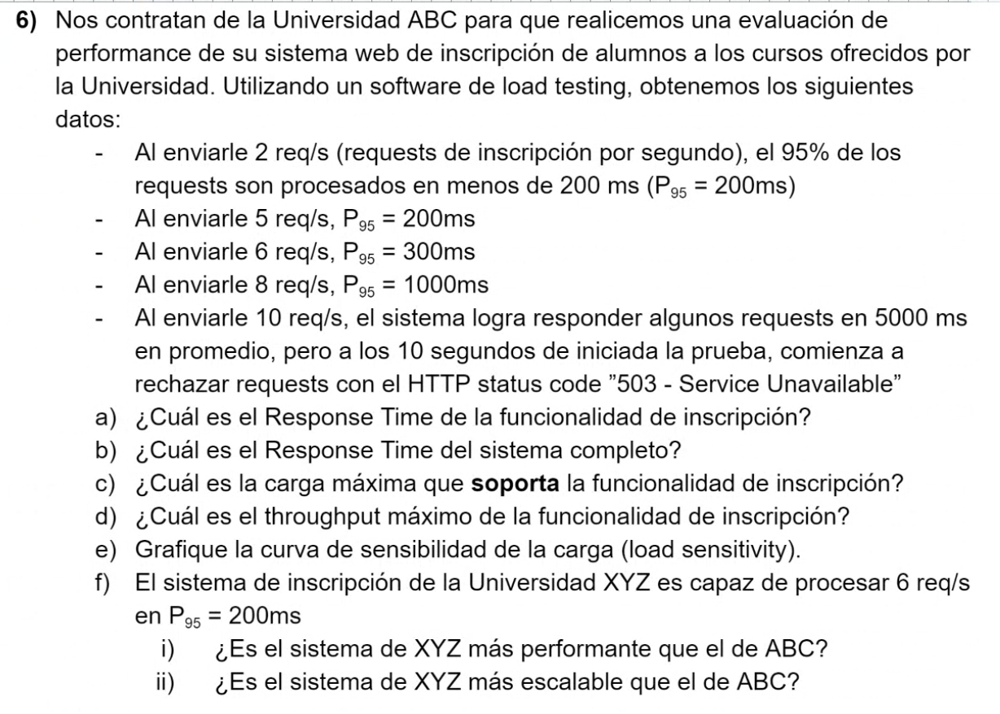 6) Nos contratan de la Universidad ABC para que realicemos una evaluación de
performance de su sistema web de inscripción de alumnos a los cursos ofrecidos por
la Universidad. Utilizando un software de load testing, obtenemos los siguientes
datos:
- Al enviarle 2 req/s (requests de inscripción por segundo), el 95% de los
requests son procesados en menos de 200 ms (P₉₅ = 200ms)
- Al enviarle 5 req/s, P₉₅ = 200ms
- Al enviarle 6 req/s, P₉₅ = 300ms
- Al enviarle 8 req/s, P₉₅ = 1000ms
- Al enviarle 10 req/s, el sistema logra responder algunos requests en 5000 ms
en promedio, pero a los 10 segundos de iniciada la prueba, comienza a
rechazar requests con el HTTP status code ”503 - Service Unavailable”
a) ¿Cuál es el Response Time de la funcionalidad de inscripción?
b) ¿Cuál es el Response Time del sistema completo?
c) ¿Cuál es la carga máxima que soporta la funcionalidad de inscripción?
d) ¿Cuál es el throughput máximo de la funcionalidad de inscripción?
e) Grafique la curva de sensibilidad de la carga (load sensitivity).
f) El sistema de inscripción de la Universidad XYZ es capaz de procesar 6 req/s
en P₉₅ = 200ms
i) ¿Es el sistema de XYZ más performante que el de ABC?
ii) ¿Es el sistema de XYZ más escalable que el de ABC?